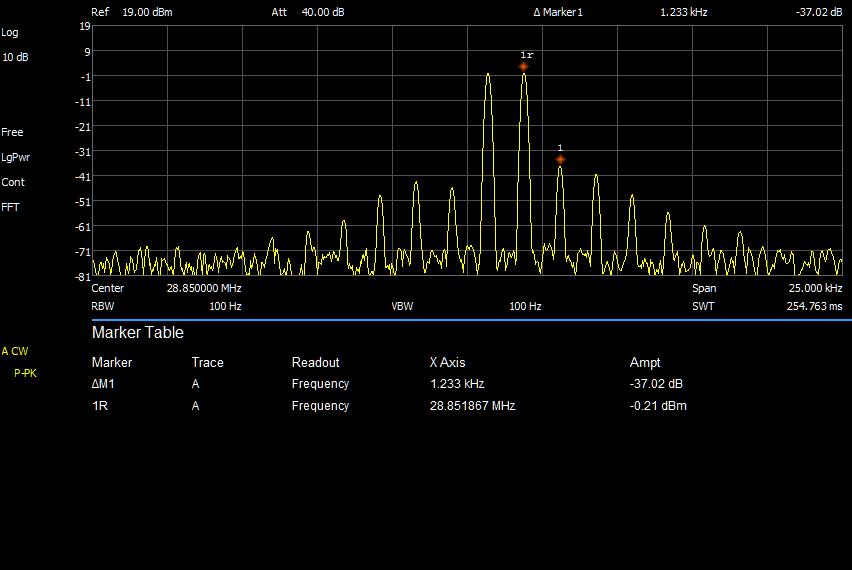 Ref 19.00 dBm Att 40.00 dB Δ Marker1 1.233 kHz -37.02 dB
19
Log
9
10 dB
-1
1r
-11
-21
Free
-31
LgPwr
1
-41
Cont
-51
FFT
-61
-71
-81
Center 28.850000 MHz Span 25.000 kHz
RBW 100 Hz VBW 100 Hz SWT 254.763 ms
Marker Table
A CW
P-PK
Marker Trace Readout X Axis Ampt
ΔM1 A Frequency 1.233 kHz -37.02 dB
1R A Frequency 28.851867 MHz -0.21 dBm